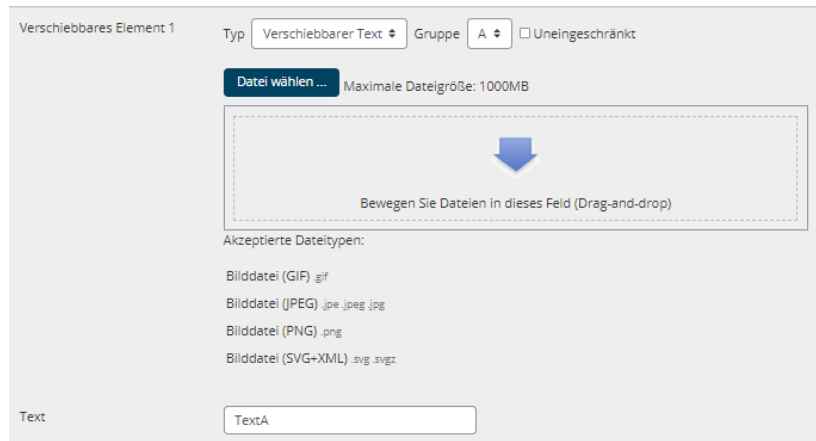 Verschiebbares Element 1
Typ Verschiebbarer Text Gruppe A Uneingeschränkt
Datei wählen ... Maximale Dateigröße: 1000MB
Bewegen Sie Dateien in dieses Feld (Drag-and-drop)
Akzeptierte Dateitypen:
Bilddatei (GIF) .gif
Bilddatei (JPEG) .jpe .jpeg .jpg
Bilddatei (PNG) .png
Bilddatei (SVG+XML) .svg .svgz
Text TextA